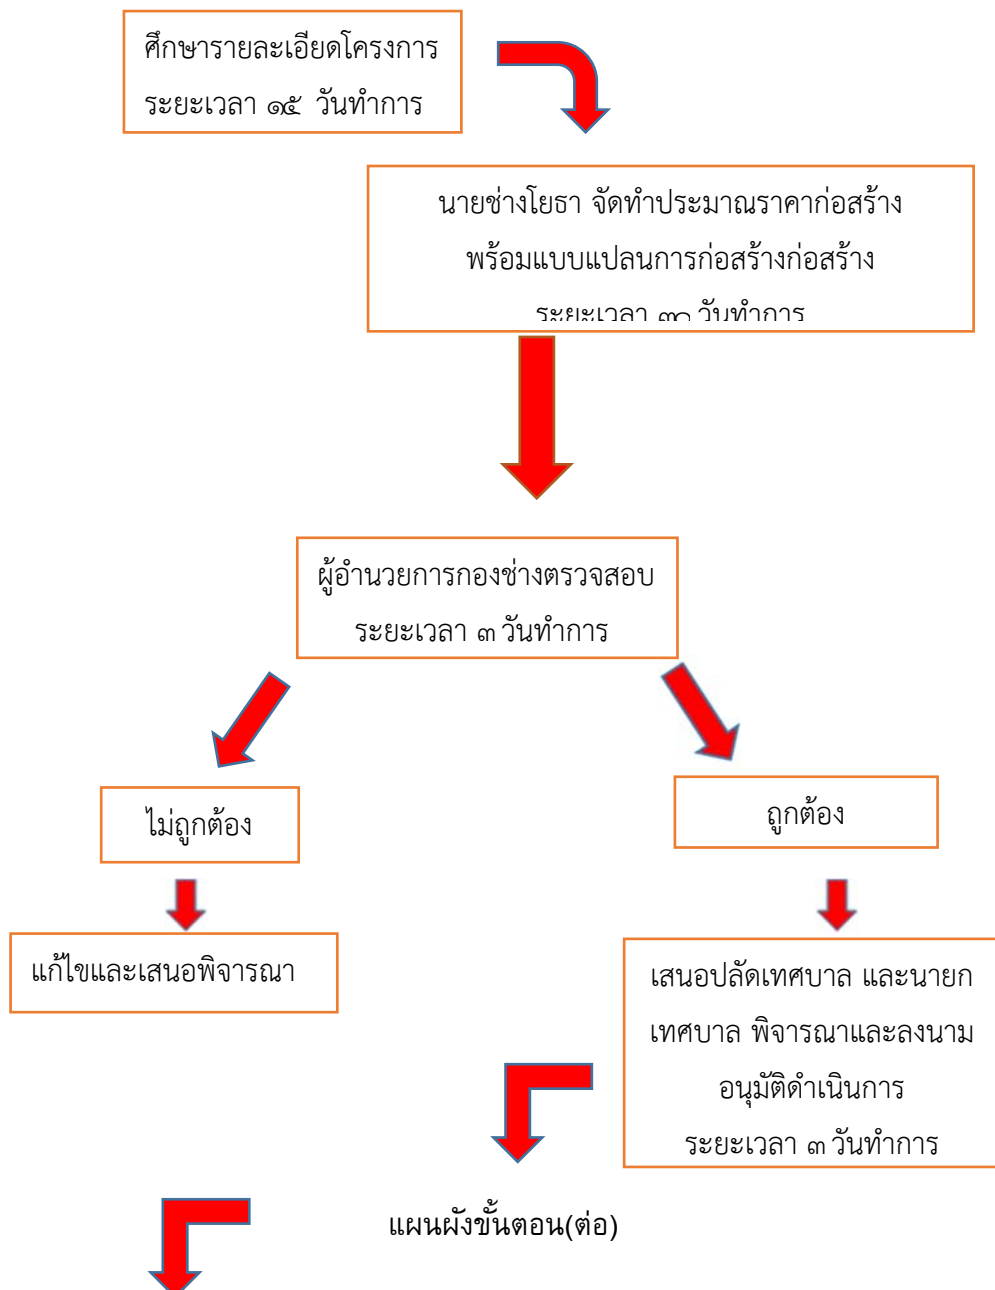 ศึกษารายละเอียดโครงการ
ระยะเวลา ๑๕ วันทำการ
นายช่างโยธา จัดทำประมาณราคาก่อสร้าง
พร้อมแบบแปลนการก่อสร้างก่อสร้าง
ระยะเวลา วันทำการ
ผู้อำนวยการกองช่างตรวจสอบ
ระยะเวลา ๓ วันทำการ
ไม่ถูกต้อง
ถูกต้อง
แก้ไขและเสนอพิจารณา
เสนอปลัดเทศบาล และนายก
เทศบาล พิจารณาและลงนาม
อนุมัติดำเนินการ
ระยะเวลา ๓ วันทำการ
แผนผังขั้นตอน(ต่อ)